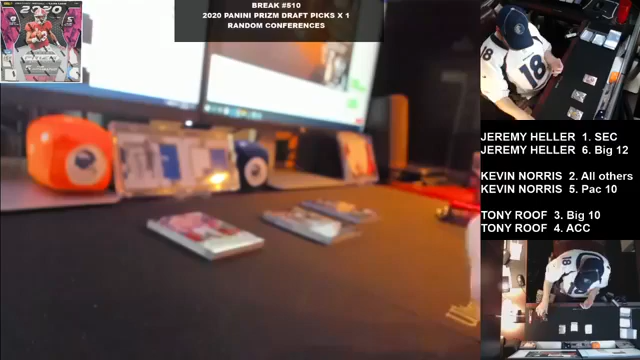 BREAK #510
2020 PANINI PRIZM DRAFT PICKS X 1
RANDOM CONFERENCES
2020
18
18
JEREMY HELLER 1. SEC
JEREMY HELLER 6. Big 12
KEVIN NORRIS 2. All others
KEVIN NORRIS 5. Pac 10
TONY ROOF 3. Big 10
TONY ROOF 4. ACC
18